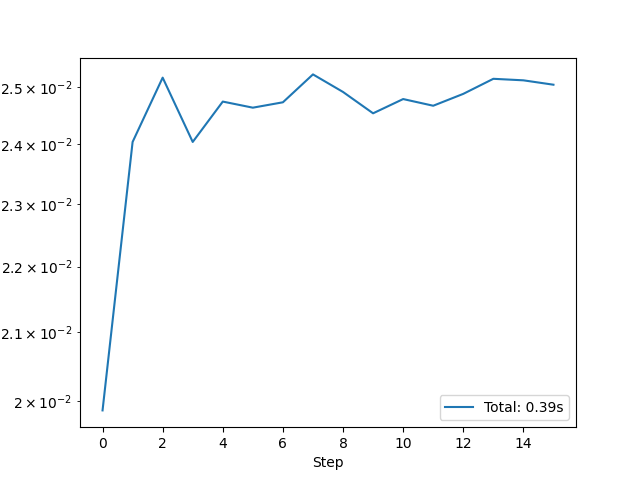 2.5 × 10⁻²
2.4 × 10⁻²
2.3 × 10⁻²
2.2 × 10⁻²
2.1 × 10⁻²
2 × 10⁻²
Total: 0.39s
0 2 4 6 8 10 12 14
Step